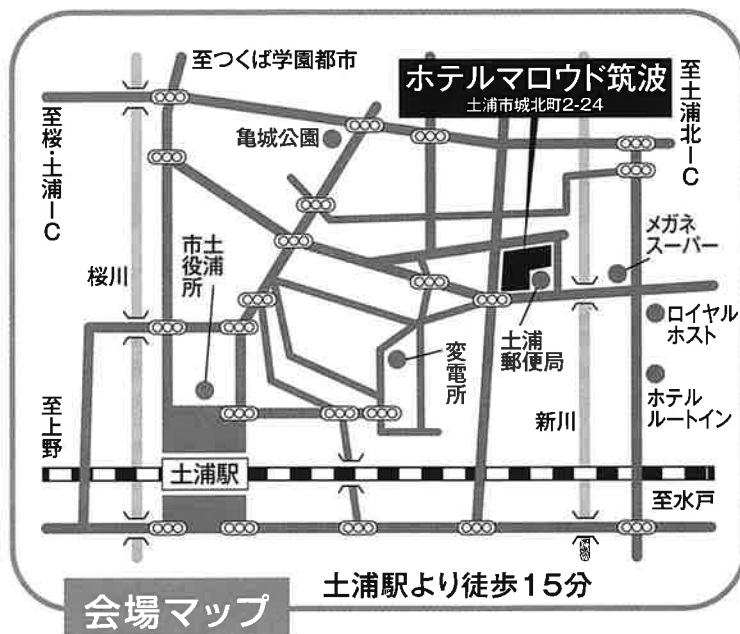 至つくば学園都市
ホテルマロウド筑波
土浦市城北町2-24
至土浦北IC
至桜・土浦IC
亀城公園
桜川
土浦
市役所
メガネ
スーパー
ロイヤル
ホスト
土浦
郵便局
変電所
ホテル
ルートイン
新川
至上野
土浦駅
至水戸
土浦駅より徒歩15分
会場マップ